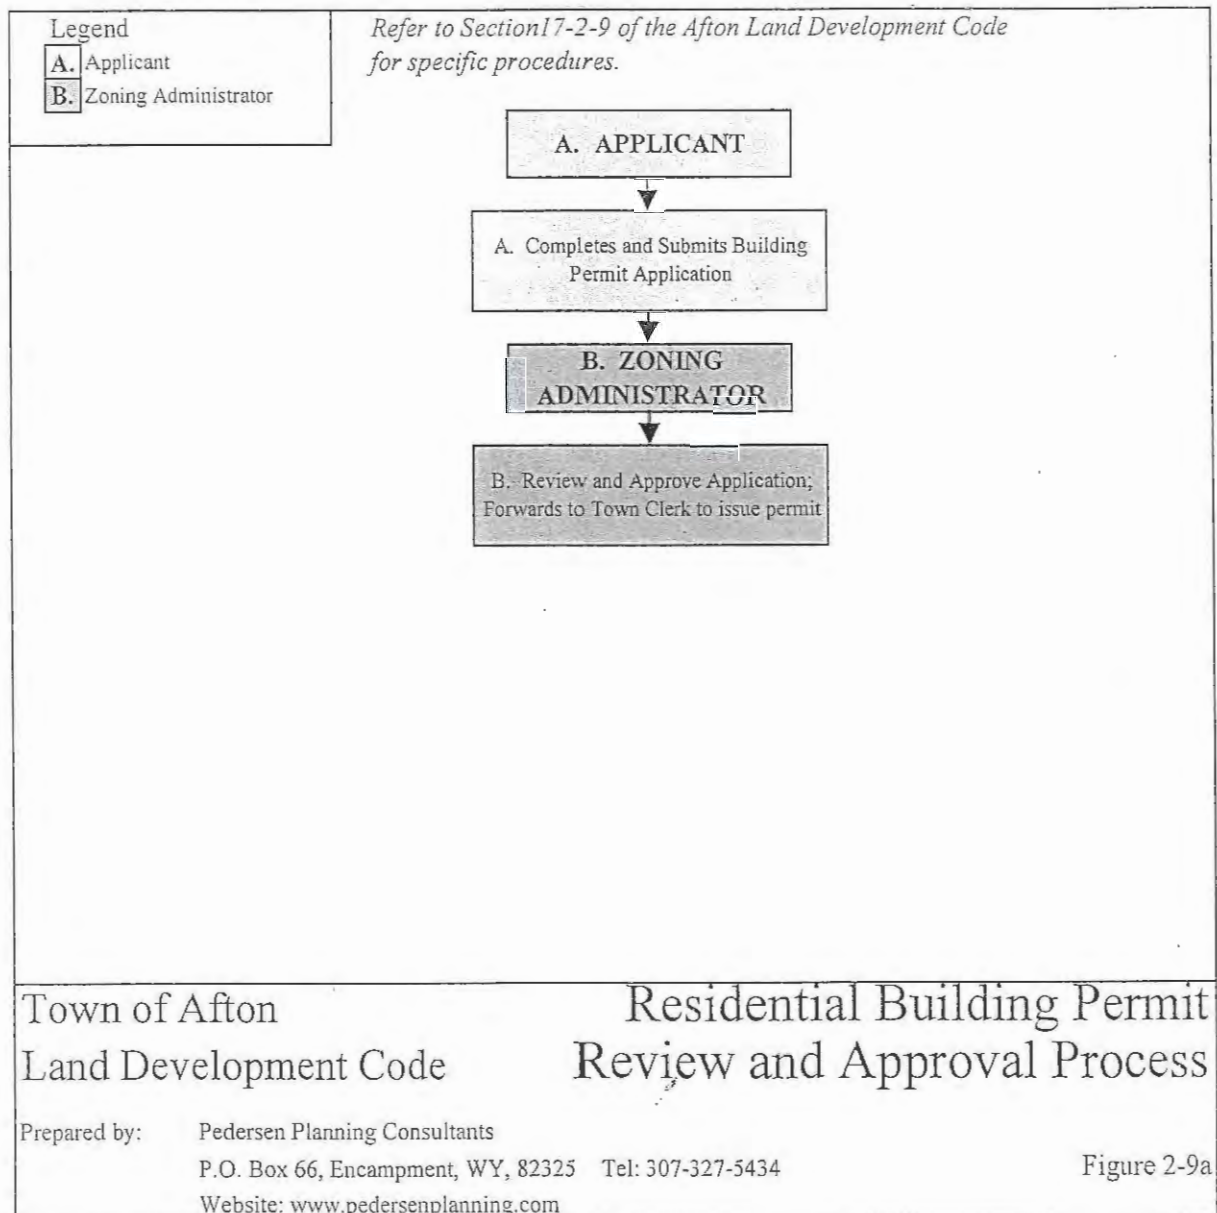 Legend
A. Applicant
B. Zoning Administrator
Refer to Section17-2-9 of the Afton Land Development Code
for specific procedures.
A. APPLICANT
A. Completes and Submits Building
Permit Application
B. ZONING
ADMINISTRATOR
B. Review and Approve Application;
Forwards to Town Clerk to issue permit
Town of Afton
Land Development Code
Residential Building Permit
Review and Approval Process
Prepared by: Pedersen Planning Consultants
P.O. Box 66, Encampment, WY, 82325 Tel: 307-327-5434
Website: www.pedersenplanning.com
Figure 2-9a